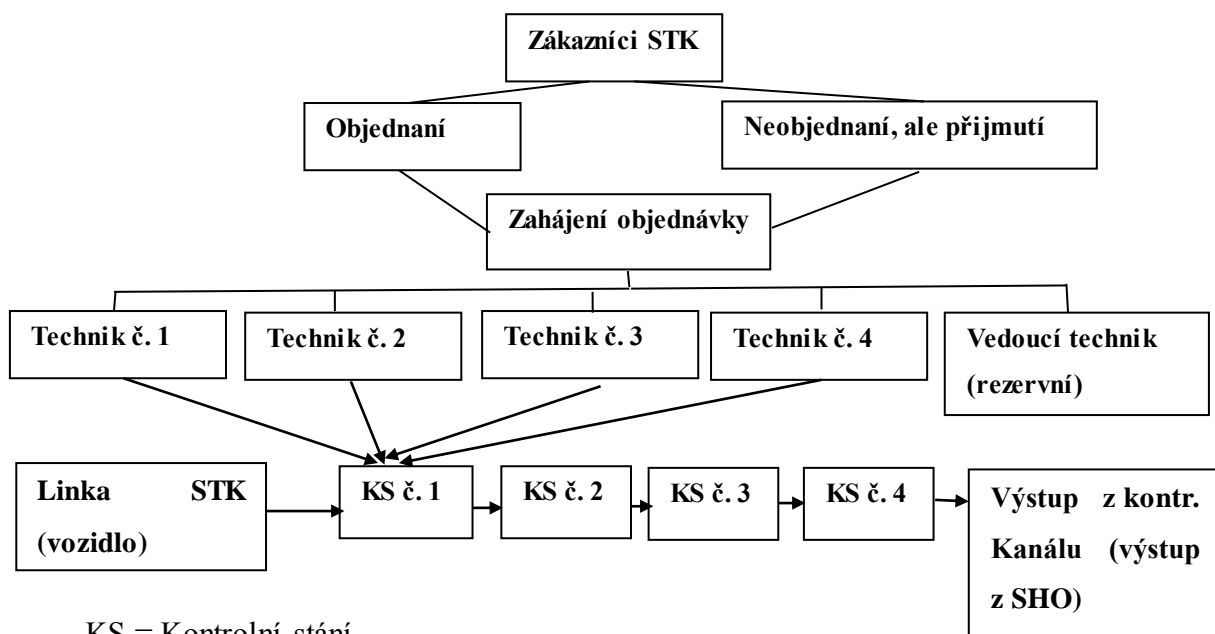 Zákazníci STK
Objednaní
Neobjednaní, ale přijmutí
Zahájení objednávky
Technik č. 1
Technik č. 2
Technik č. 3
Technik č. 4
Vedoucí technik
(rezervní)
Linka STK
(vozidlo)
KS č. 1
KS č. 2
KS č. 3
KS č. 4
Výstup z kontr.
Kanálu (výstup
z SHO)
KS = Kontrolní stání